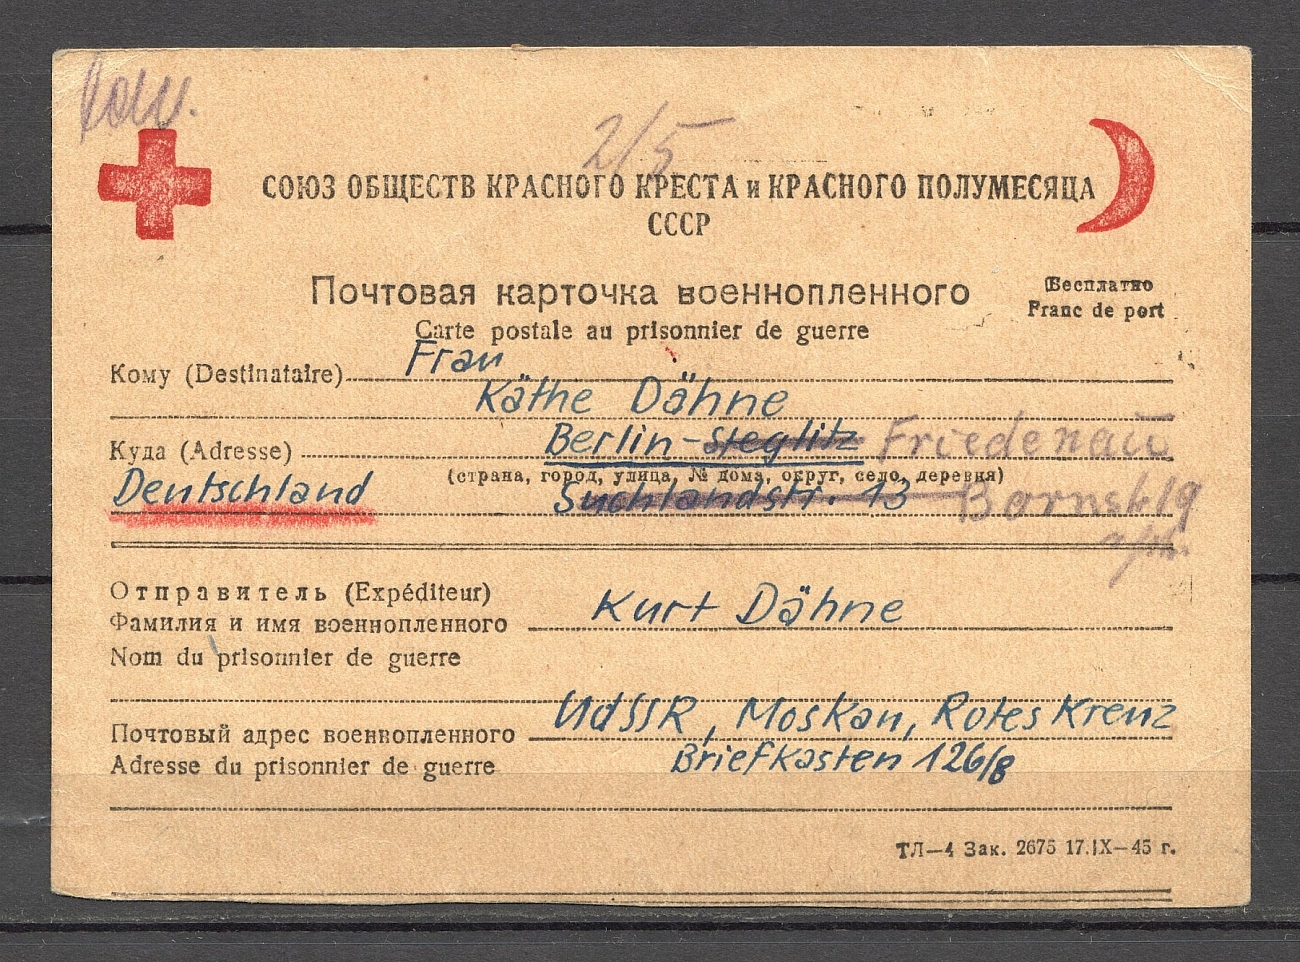 2/5
СОЮЗ ОБЩЕСТВ КРАСНОГО КРЕСТА и КРАСНОГО ПОЛУМЕСЯЦА
СССР
Почтовая карточка военнопленного
Бесплатно
Franc de port
Carte postale au prisonnier de guerre
Кому (Destinataire) Frau
Käthe Dähne
Куда (Adresse) Berlin-Steglitz Friedenau
(страна, город, улица, № дома, округ, село, деревня)
Deutschland Suchlandstr. 13 Bornstr 19
Отправитель (Expéditeur)
Фамилия и имя военнопленного Kurt Dähne
Nom du prisonnier de guerre
Почтовый адрес военнопленного UdSSR, Moskau, Rotes Kreuz
Adresse du prisonnier de guerre Briefkasten 126/8
ТЛ—4 Зак. 2675 17.IX—45 г.